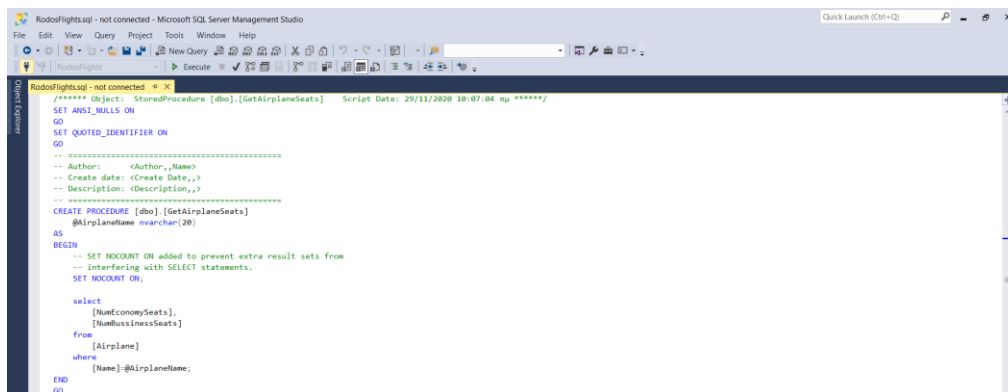 RodosFlights.sql - not connected - Microsoft SQL Server Management Studio
Quick Launch (Ctrl+Q)
File Edit View Query Project Tools Window Help
New Query
RodosFlights
Execute
Object Explorer
RodosFlights.sql - not connected
/****** Object: StoredProcedure [dbo].[GetAirplaneSeats] Script Date: 29/11/2020 10:07:04 πμ ******/
SET ANSI_NULLS ON
GO
SET QUOTED_IDENTIFIER ON
GO
-- =============================================
-- Author: <Author,,Name>
-- Create date: <Create Date,,>
-- Description: <Description,,>
-- =============================================
CREATE PROCEDURE [dbo].[GetAirplaneSeats]
@AirplaneName nvarchar(20)
AS
BEGIN
-- SET NOCOUNT ON added to prevent extra result sets from
-- interfering with SELECT statements.
SET NOCOUNT ON;
select
[NumEconomySeats],
[NumBussinessSeats]
from
[Airplane]
where
[Name]=@AirplaneName;
END
GO